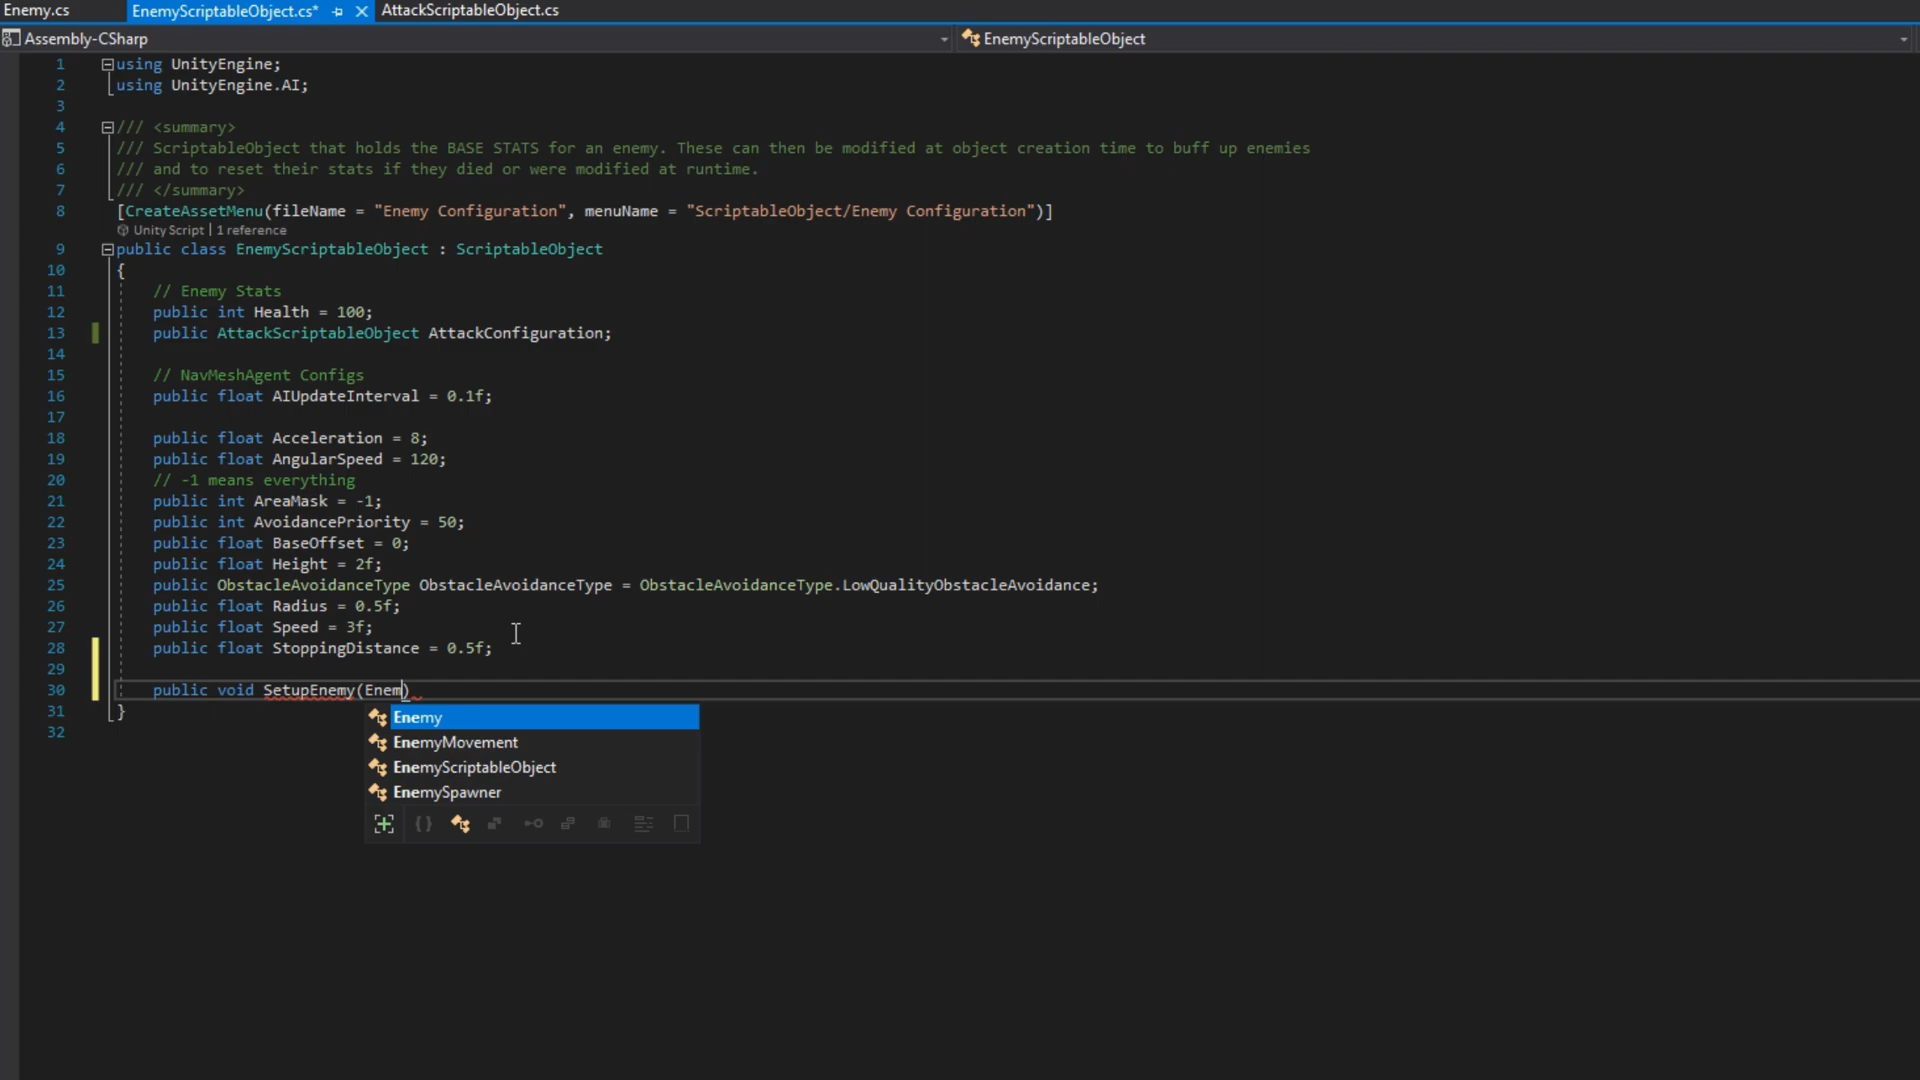 Enemy.cs EnemyScriptableObject.cs* AttackScriptableObject.cs
Assembly-CSharp EnemyScriptableObject
1 using UnityEngine;
2 using UnityEngine.AI;
3
4 /// <summary>
5 /// ScriptableObject that holds the BASE STATS for an enemy. These can then be modified at object creation time to buff up enemies
6 /// and to reset their stats if they died or were modified at runtime.
7 /// </summary>
8 [CreateAssetMenu(fileName = "Enemy Configuration", menuName = "ScriptableObject/Enemy Configuration")]
Unity Script | 1 reference
9 public class EnemyScriptableObject : ScriptableObject
10 {
11 // Enemy Stats
12 public int Health = 100;
13 public AttackScriptableObject AttackConfiguration;
14
15 // NavMeshAgent Configs
16 public float AIUpdateInterval = 0.1f;
17
18 public float Acceleration = 8;
19 public float AngularSpeed = 120;
20 // -1 means everything
21 public int AreaMask = -1;
22 public int AvoidancePriority = 50;
23 public float BaseOffset = 0;
24 public float Height = 2f;
25 public ObstacleAvoidanceType ObstacleAvoidanceType = ObstacleAvoidanceType.LowQualityObstacleAvoidance;
26 public float Radius = 0.5f;
27 public float Speed = 3f;
28 public float StoppingDistance = 0.5f;
29
30 public void SetupEnemy(Enem)
31 }
32
Enemy
EnemyMovement
EnemyScriptableObject
EnemySpawner